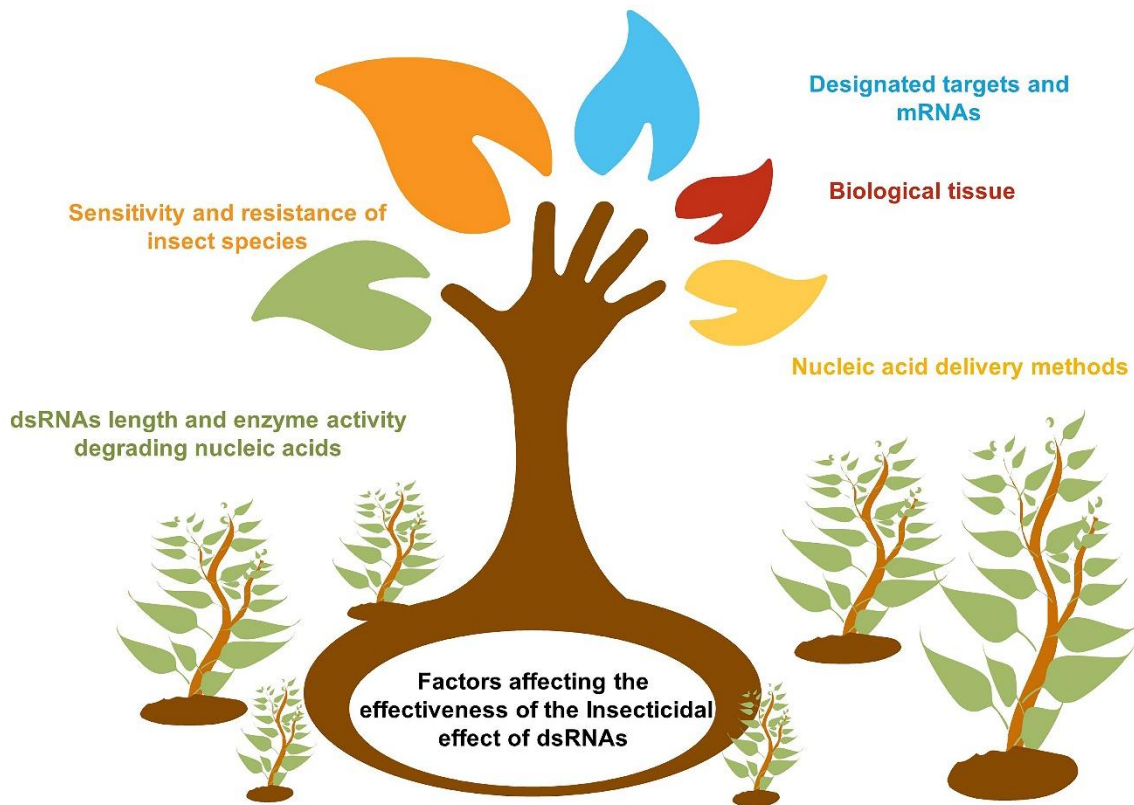 Designated targets and
mRNAs
Biological tissue
Sensitivity and resistance of
insect species
Nucleic acid delivery methods
dsRNAs length and enzyme activity
degrading nucleic acids
Factors affecting the
effectiveness of the Insecticidal
effect of dsRNAs